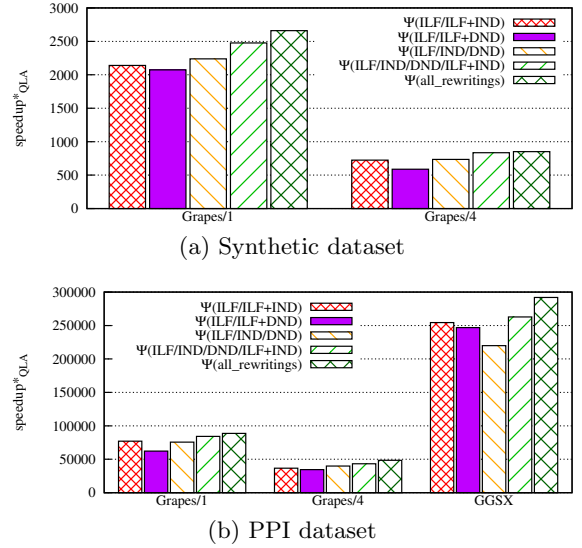 3000
2500
2000
1500
1000
500
0
speedup*QLA
Ψ(ILF/ILF+IND)
Ψ(ILF/ILF+DND)
Ψ(ILF/IND/DND)
Ψ(ILF/IND/DND/ILF+IND)
Ψ(all_rewritings)
Grapes/1 Grapes/4
(a) Synthetic dataset
300000
250000
200000
150000
100000
50000
0
speedup*QLA
Ψ(ILF/ILF+IND)
Ψ(ILF/ILF+DND)
Ψ(ILF/IND/DND)
Ψ(ILF/IND/DND/ILF+IND)
Ψ(all_rewritings)
Grapes/1 Grapes/4 GGSX
(b) PPI dataset